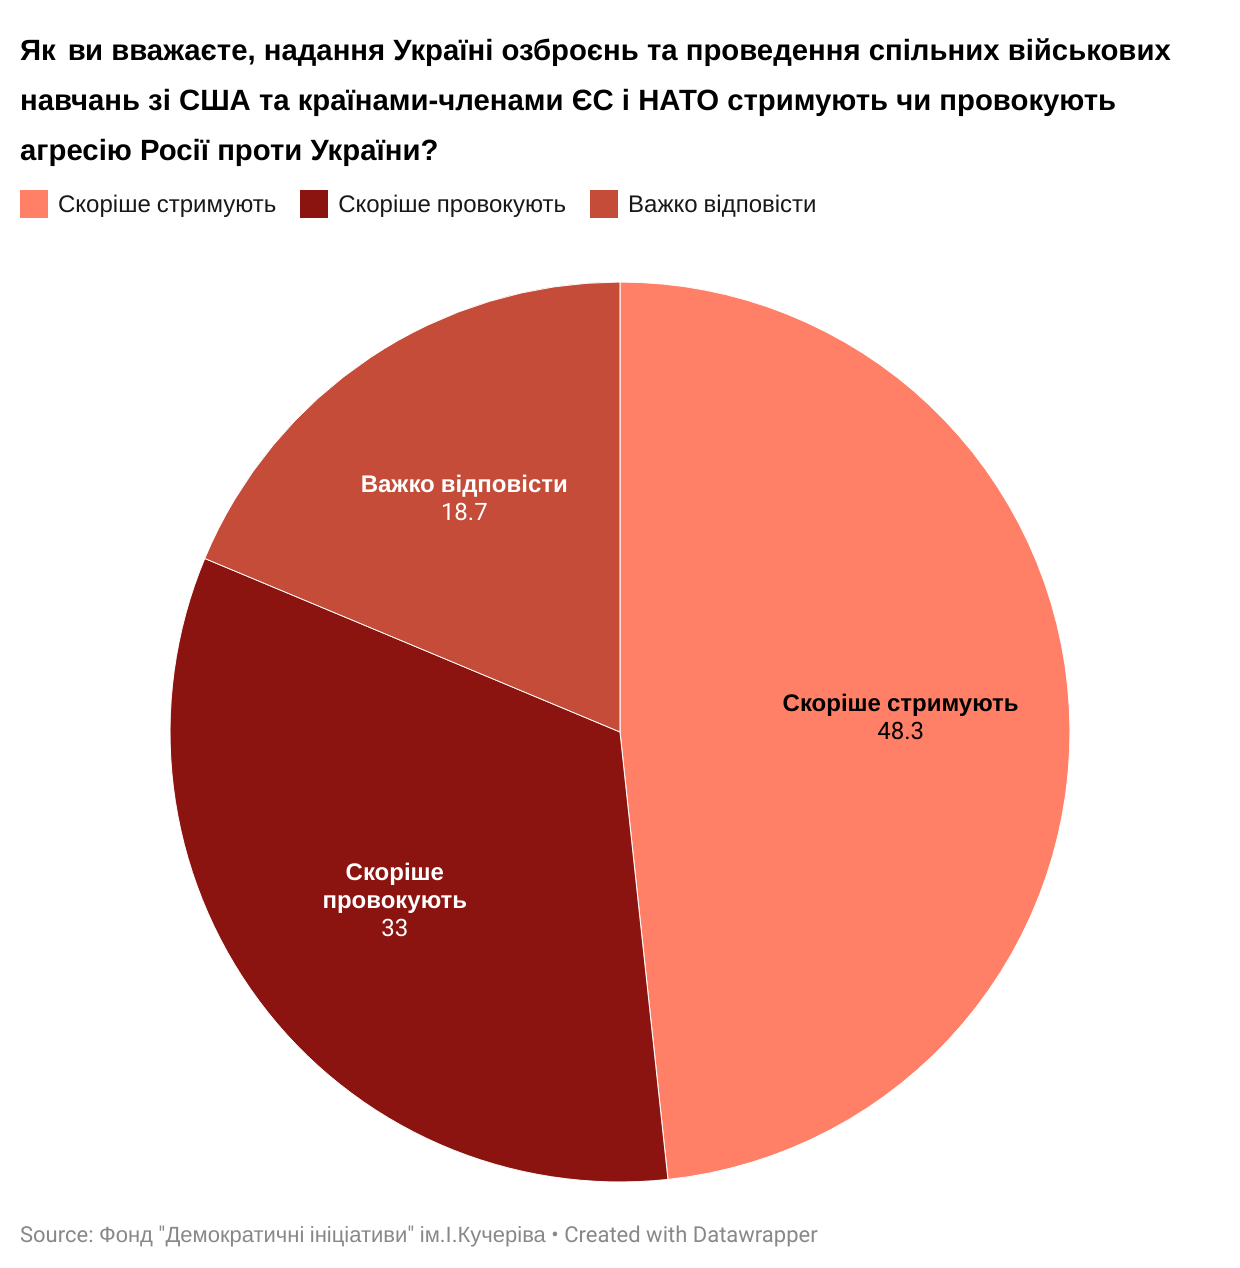 Як ви вважаєте, надання Україні озброєнь та проведення спільних військових
навчань зі США та країнами-членами ЄС і НАТО стримують чи провокують
агресію Росії проти України?
Скоріше стримують
Скоріше провокують
Важко відповісти
Важко відповісти
18.7
Скоріше стримують
48.3
Скоріше
провокують
33
Source: Фонд "Демократичні ініціативи" ім.І.Кучеріва • Created with Datawrapper